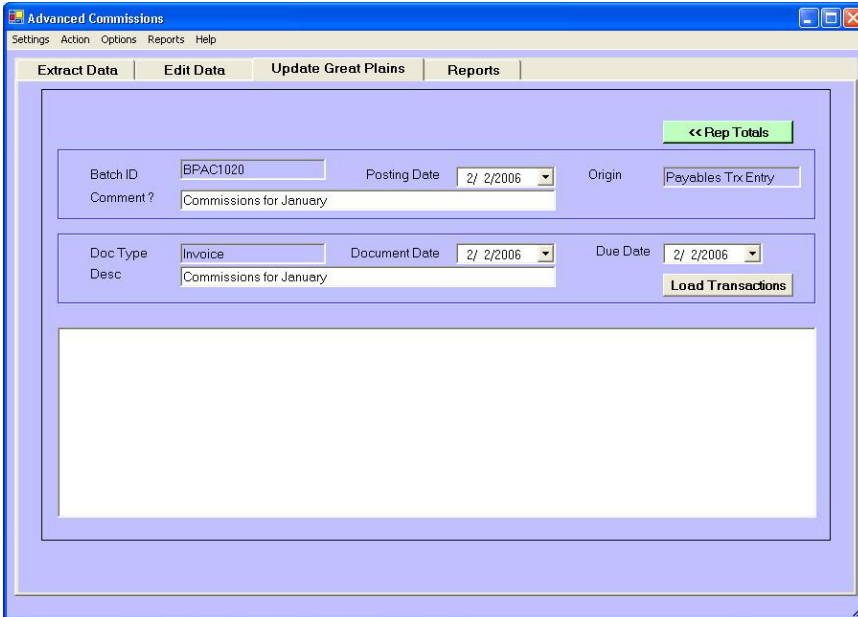 Advanced Commissions
Settings Action Options Reports Help
Extract Data Edit Data Update Great Plains Reports
<< Rep Totals
Batch ID BPAC1020 Posting Date 2/ 2/2006 Origin Payables Trx Entry
Comment ? Commissions for January
Doc Type Invoice Document Date 2/ 2/2006 Due Date 2/ 2/2006
Desc Commissions for January
Load Transactions